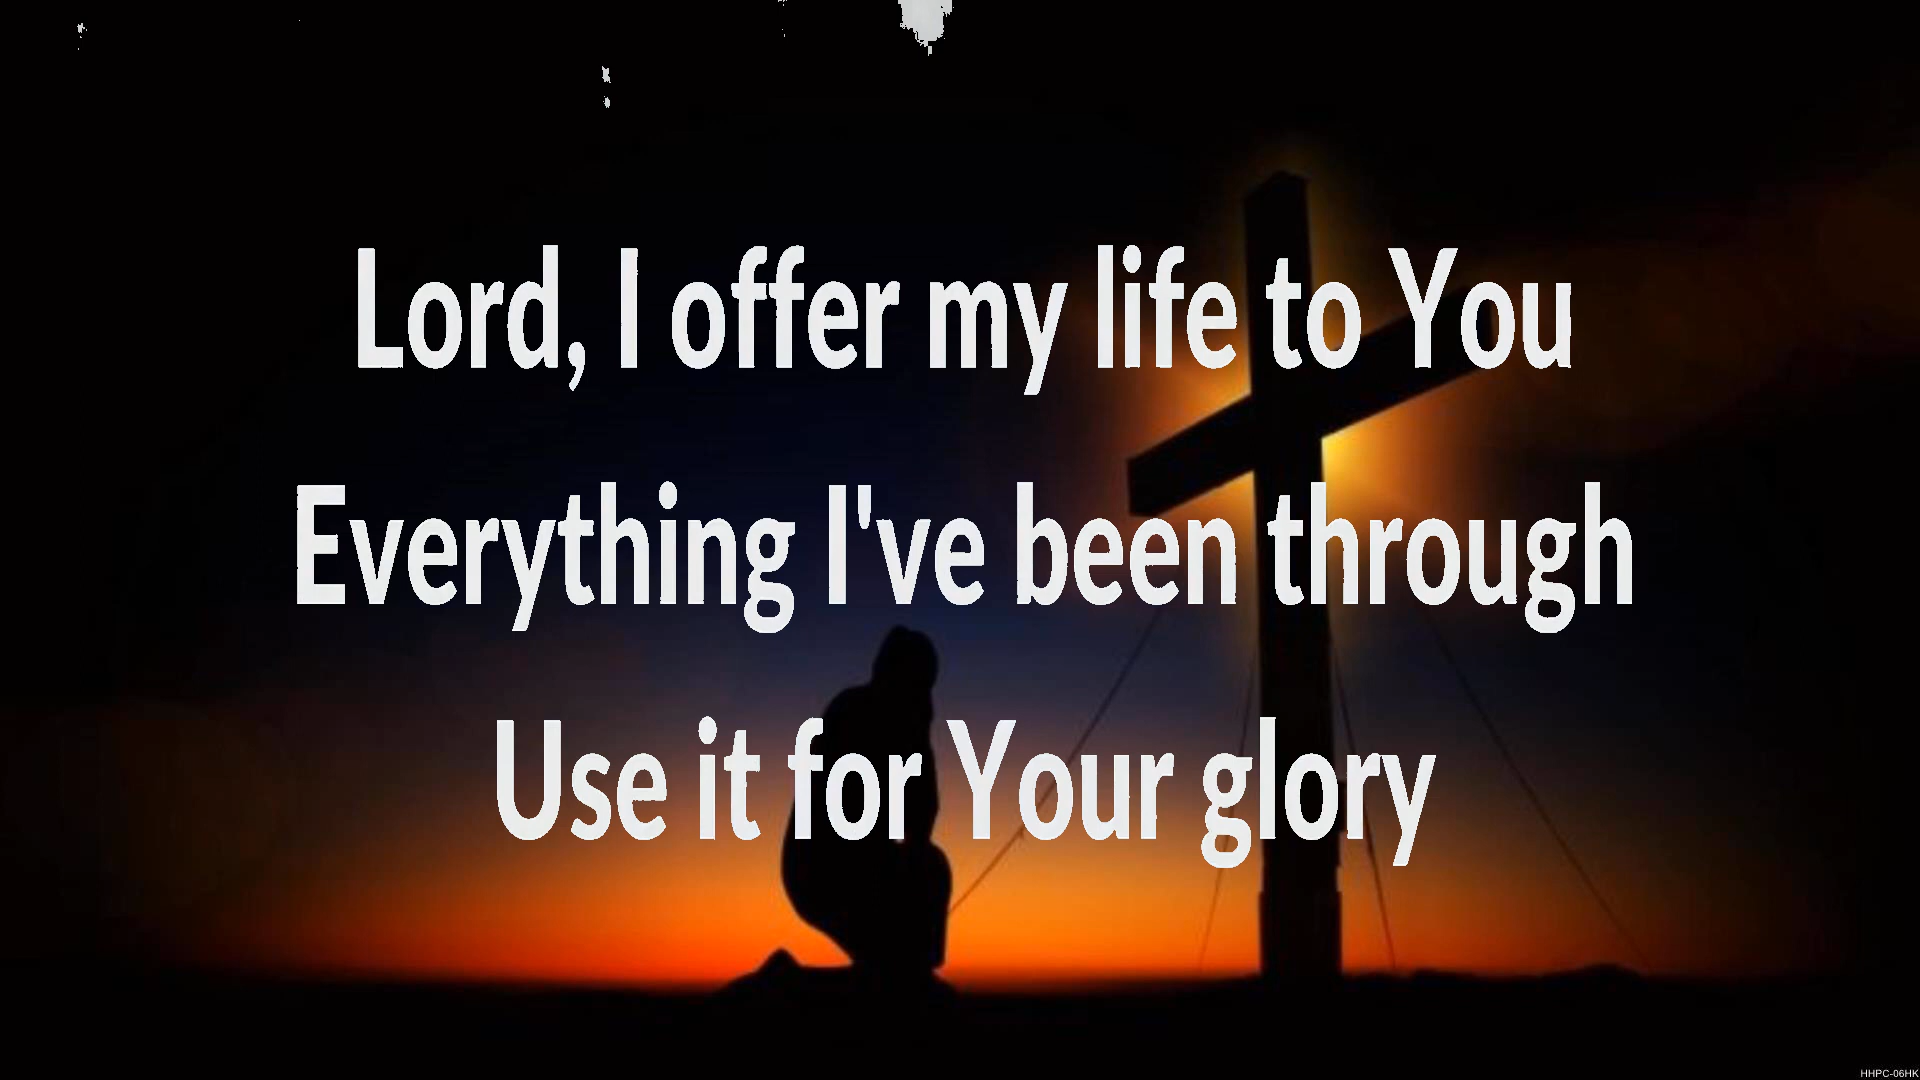 Lord, I offer my life to You
Everything I've been through
Use it for Your glory
HHPC-06HK